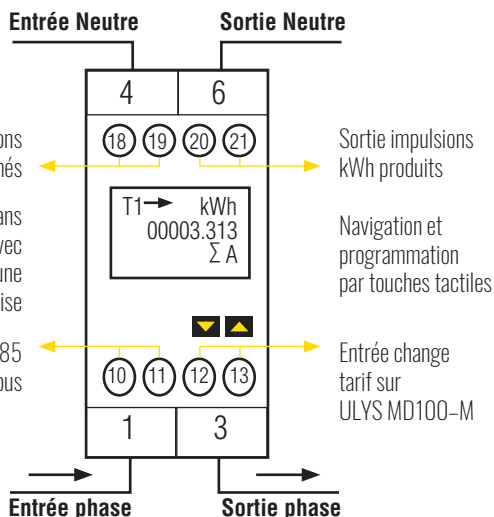 Entrée Neutre
Sortie Neutre
4
6
18 19 20 21
ons
nés
Sortie impulsions
kWh produits
T1 kWh
00003.313
∑ A
ans
vec
une
ise
Navigation et
programmation
par touches tactiles
85
ous
10 11 12 13
Entrée change
tarif sur
ULYS MD100-M
1
3
Entrée phase
Sortie phase